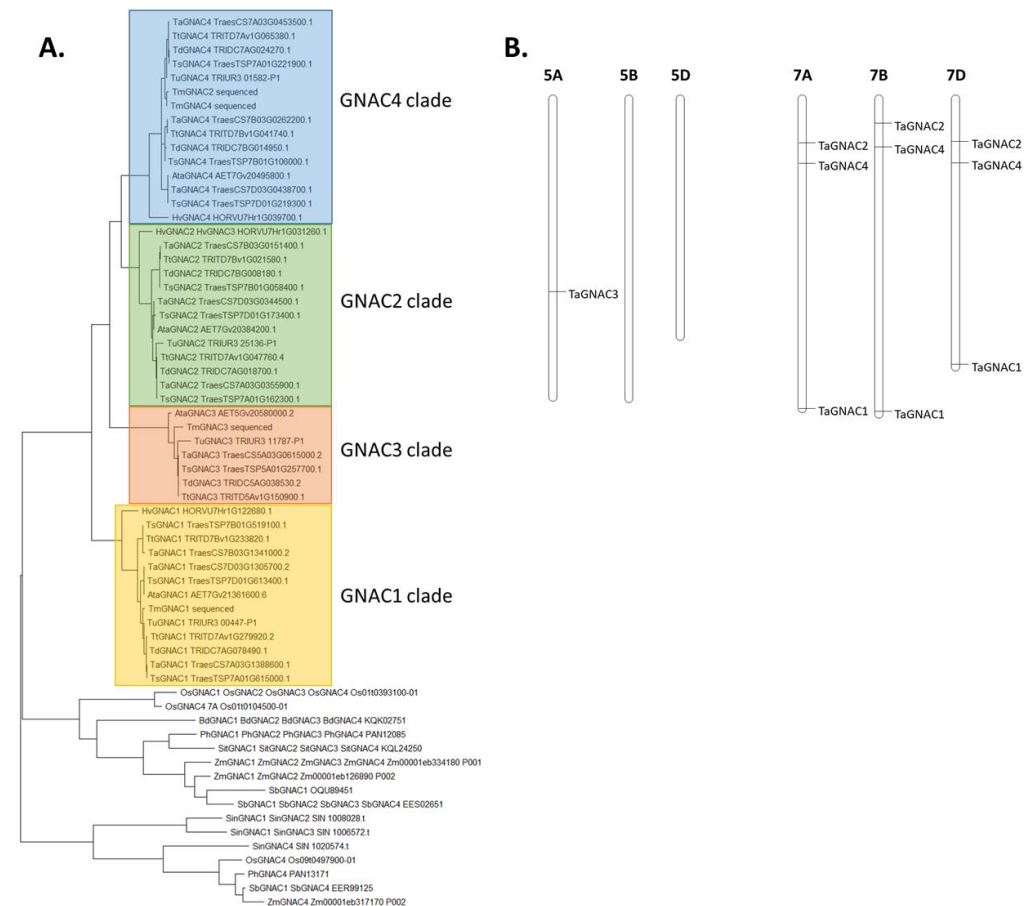 A.
TaGNAC4 TraesCS7A03G0453500.1
TtGNAC4 TRITD7Av1G065380.1
TdGNAC4 TRIDC7AG024270.1
TsGNAC4 TraesTSP7A01G221900.1
TuGNAC4 TRIUR3 01582-P1
TmGNAC2 sequenced
TmGNAC4 sequenced
TaGNAC4 TraesCS7B03G0262200.1
TtGNAC4 TRITD7Bv1G041740.1
TdGNAC4 TRIDC7BG014950.1
TsGNAC4 TraesTSP7B01G106000.1
AtaGNAC4 AET7Gv20495800.1
TaGNAC4 TraesCS7D03G0438700.1
TsGNAC4 TraesTSP7D01G219300.1
HvGNAC4 HORVU7Hr1G039700.1
GNAC4 clade
HvGNAC2 HvGNAC3 HORVU7Hr1G031260.1
TaGNAC2 TraesCS7B03G0151400.1
TtGNAC2 TRITD7Bv1G021580.1
TdGNAC2 TRIDC7BG008180.1
TsGNAC2 TraesTSP7B01G058400.1
TaGNAC2 TraesCS7D03G0344500.1
TsGNAC2 TraesTSP7D01G173400.1
AtaGNAC2 AET7Gv20384200.1
TuGNAC2 TRIUR3 25136-P1
TtGNAC2 TRITD7Av1G047760.4
TdGNAC2 TRIDC7AG018700.1
TaGNAC2 TraesCS7A03G0355900.1
TsGNAC2 TraesTSP7A01G162300.1
GNAC2 clade
AtaGNAC3 AET5Gv20580000.2
TmGNAC3 sequenced
TuGNAC3 TRIUR3 11787-P1
TaGNAC3 TraesCS5A03G0615000.2
TsGNAC3 TraesTSP5A01G257700.1
TdGNAC3 TRIDC5AG038530.2
TtGNAC3 TRITD5Av1G150900.1
GNAC3 clade
HvGNAC1 HORVU7Hr1G122680.1
TsGNAC1 TraesTSP7B01G519100.1
TtGNAC1 TRITD7Bv1G233820.1
TaGNAC1 TraesCS7B03G1341000.2
TaGNAC1 TraesCS7D03G1305700.2
TsGNAC1 TraesTSP7D01G613400.1
AtaGNAC1 AET7Gv21361600.6
TmGNAC1 sequenced
TuGNAC1 TRIUR3 00447-P1
TtGNAC1 TRITD7Av1G279920.2
TdGNAC1 TRIDC7AG078490.1
TaGNAC1 TraesCS7A03G1388600.1
TsGNAC1 TraesTSP7A01G615000.1
GNAC1 clade
OsGNAC1 OsGNAC2 OsGNAC3 OsGNAC4 Os01t0393100-01
OsGNAC4 7A Os01t0104500-01
BdGNAC1 BdGNAC2 BdGNAC3 BdGNAC4 KQK02751
PhGNAC1 PhGNAC2 PhGNAC3 PhGNAC4 PAN12085
SitGNAC1 SitGNAC2 SitGNAC3 SitGNAC4 KQL24250
ZmGNAC1 ZmGNAC2 ZmGNAC3 ZmGNAC4 Zm00001eb334180 P001
ZmGNAC1 ZmGNAC2 Zm00001eb126890 P002
SbGNAC1 OQU89451
SbGNAC1 SbGNAC2 SbGNAC3 SbGNAC4 EES02651
SinGNAC1 SinGNAC2 SIN 1008028.t
SinGNAC1 SinGNAC3 SIN 1006572.t
SinGNAC4 SIN 1020574.t
OsGNAC4 Os09t0497900-01
PhGNAC4 PAN13171
SbGNAC1 SbGNAC4 EER99125
ZmGNAC4 Zm00001eb317170 P002
B.
5A 5B 5D 7A 7B 7D
TaGNAC3
TaGNAC2
TaGNAC4
TaGNAC1
TaGNAC2
TaGNAC4
TaGNAC1
TaGNAC2
TaGNAC4
TaGNAC1